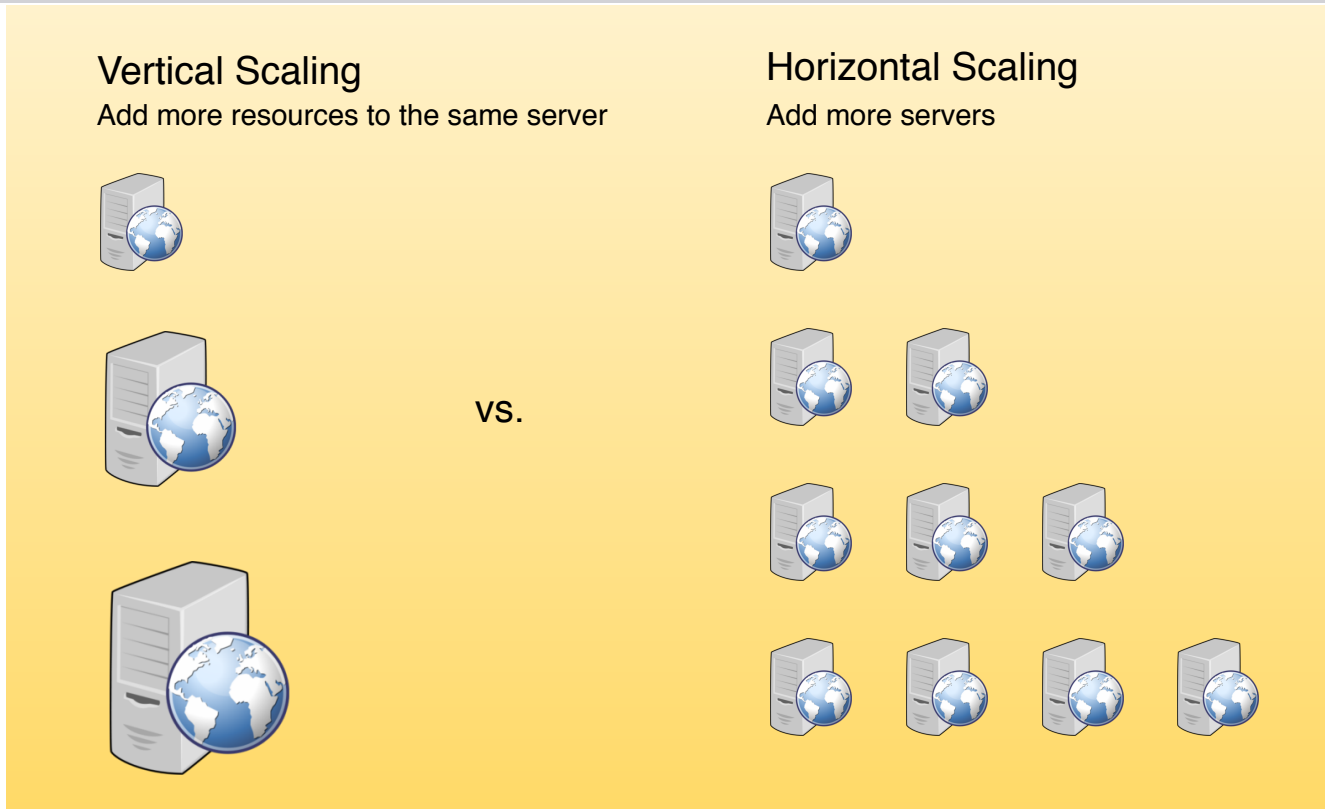 Vertical Scaling
Add more resources to the same server
vs.
Horizontal Scaling
Add more servers